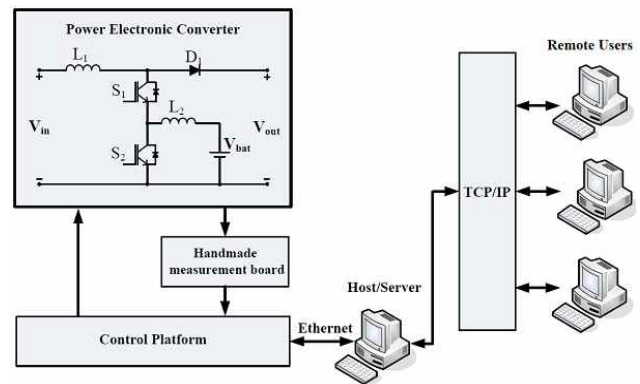 Power Electronic Converter
L1
D1
+
+
S1
L2
Vin
Vbat
Vout
S2
-
-
Handmade
measurement board
Control Platform
Ethernet
Host/Server
TCP/IP
Remote Users